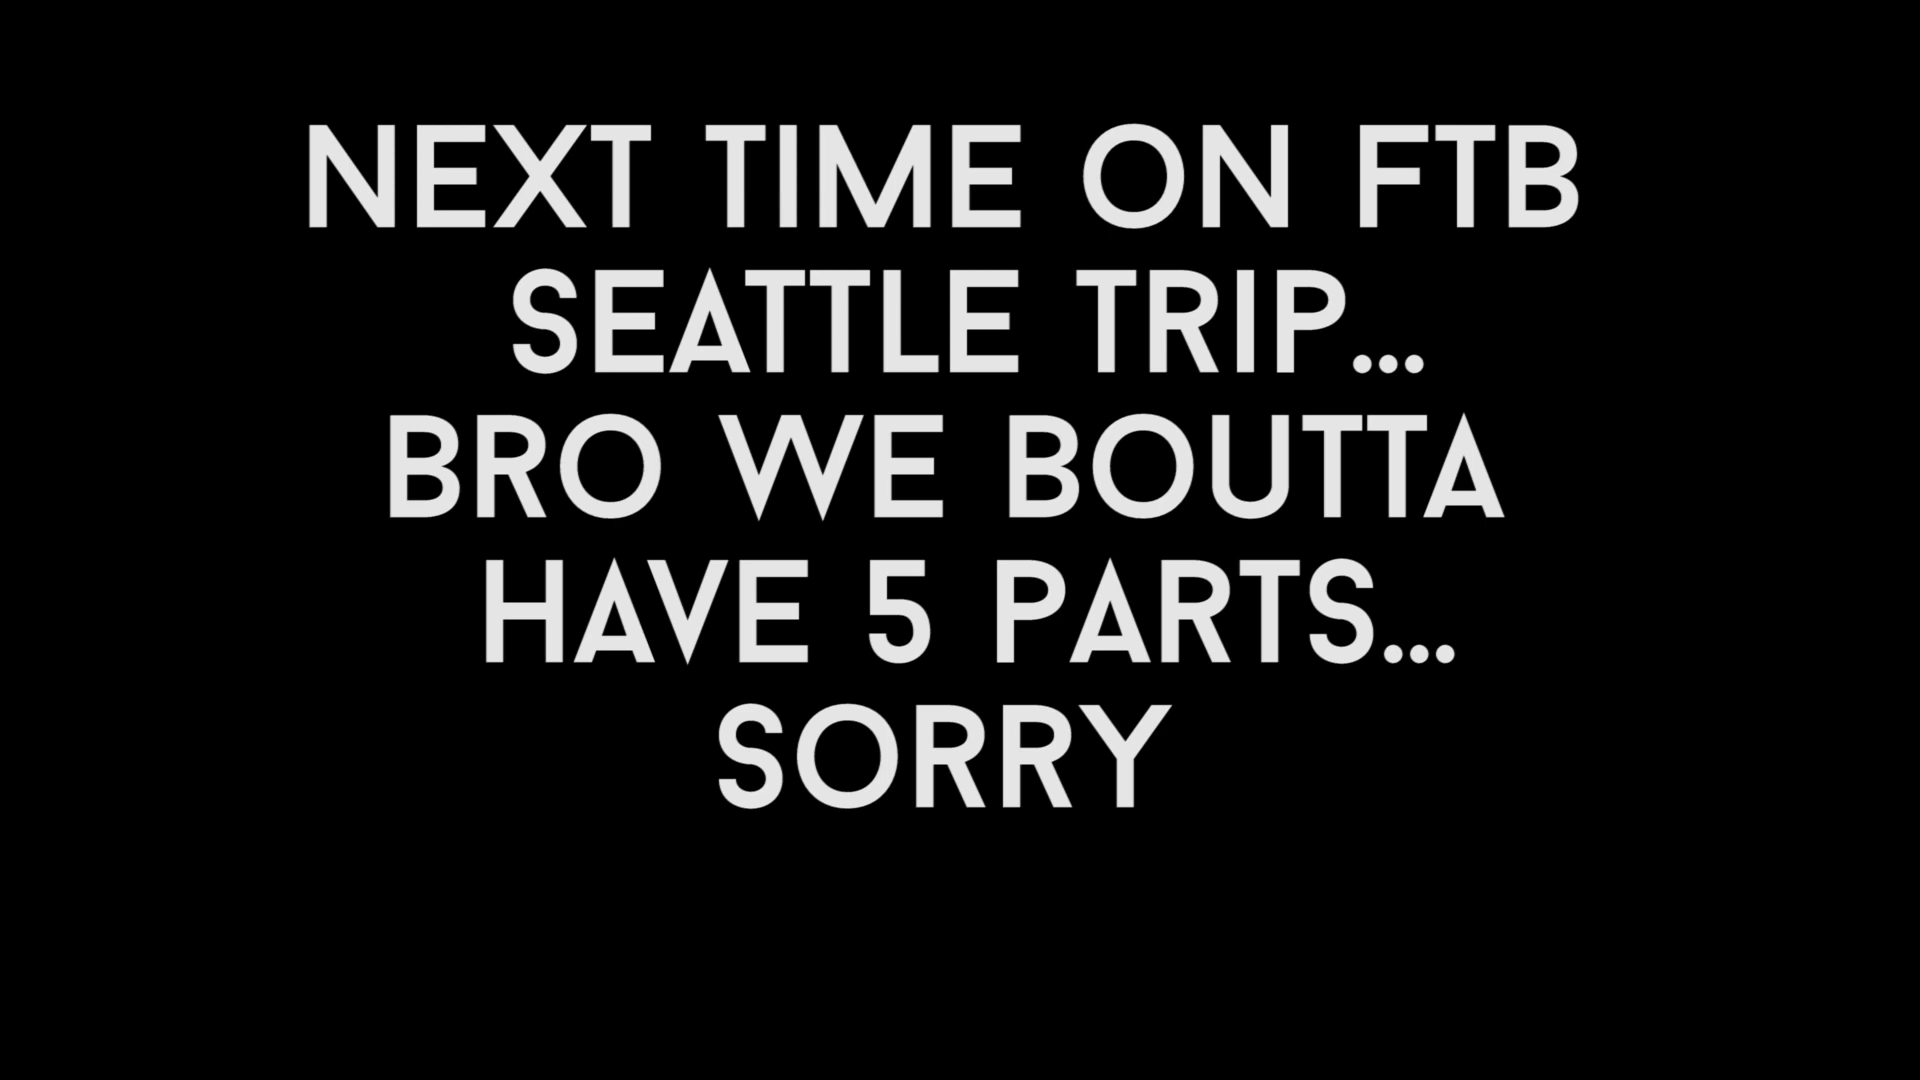 NEXT TIME ON FTB
SEATTLE TRIP...
BRO WE BOUTTA
HAVE 5 PARTS...
SORRY